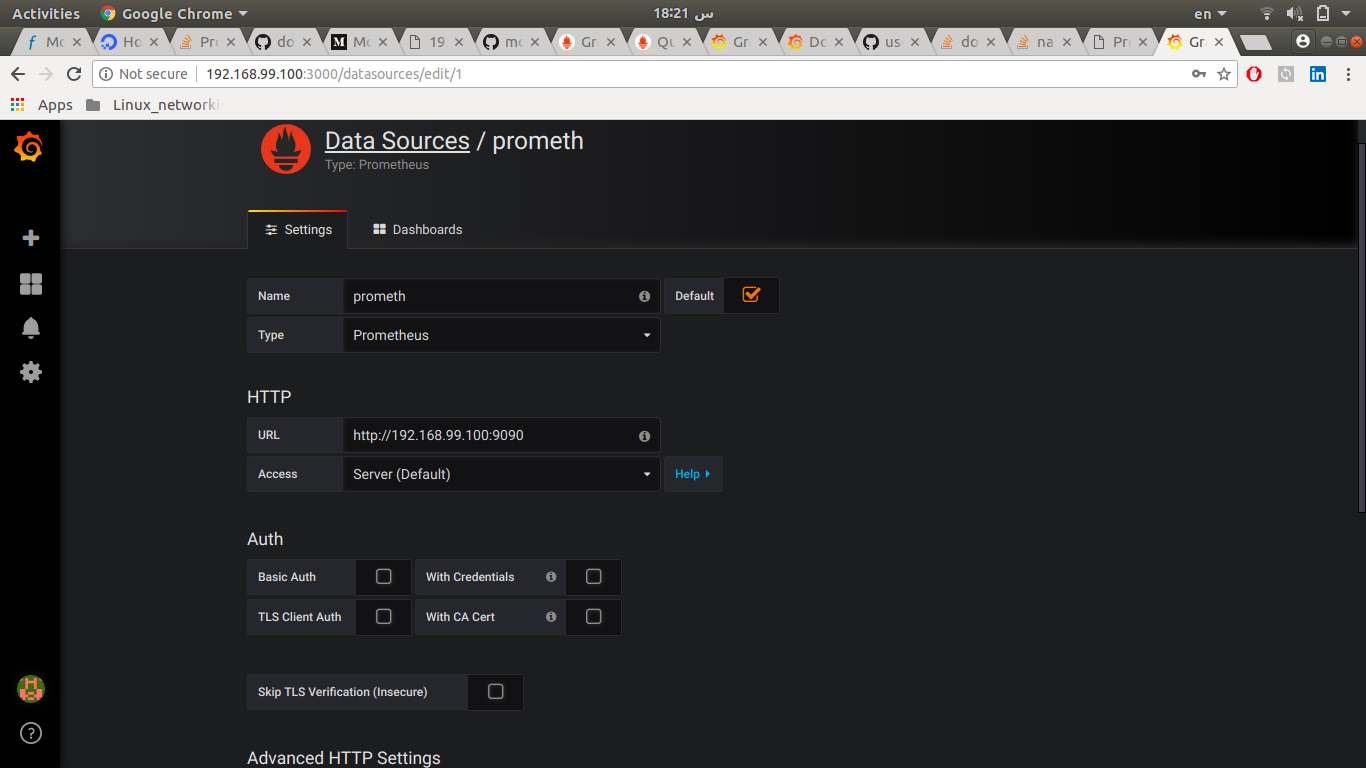 Activities Google Chrome 18:21 س en
Mo Ho Pro do Mo 19 mo Gr Qu Gr Do us do na Pro Gr
Not secure 192.168.99.100:3000/datasources/edit/1
Apps Linux_networki
Data Sources / prometh
Type: Prometheus
Settings Dashboards
Name prometh Default
Type Prometheus
HTTP
URL http://192.168.99.100:9090
Access Server (Default) Help
Auth
Basic Auth With Credentials
TLS Client Auth With CA Cert
Skip TLS Verification (Insecure)
Advanced HTTP Settings